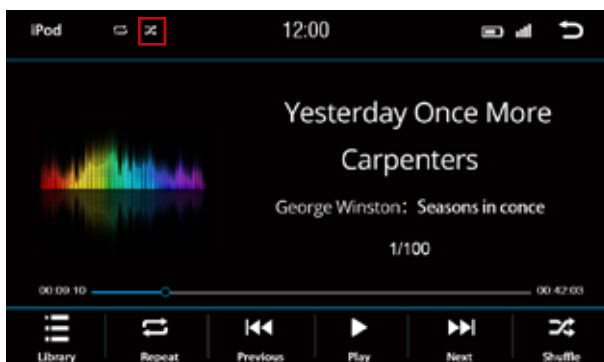 iPod 12:00
Yesterday Once More
Carpenters
George Winston: Seasons in conce
1/100
00:09:10 00:42:03
Library Repeat Previous Play Next Shuffle